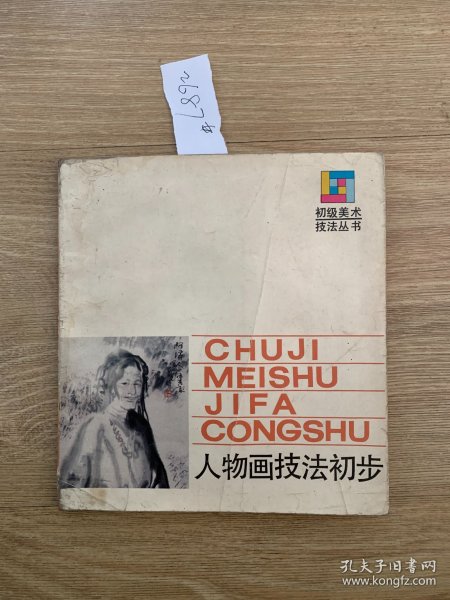 初级美术
技法丛书
CHUJI
MEISHU
JIFA
CONGSHU
人物画技法初步
孔夫子旧书网
www.kongfz.com